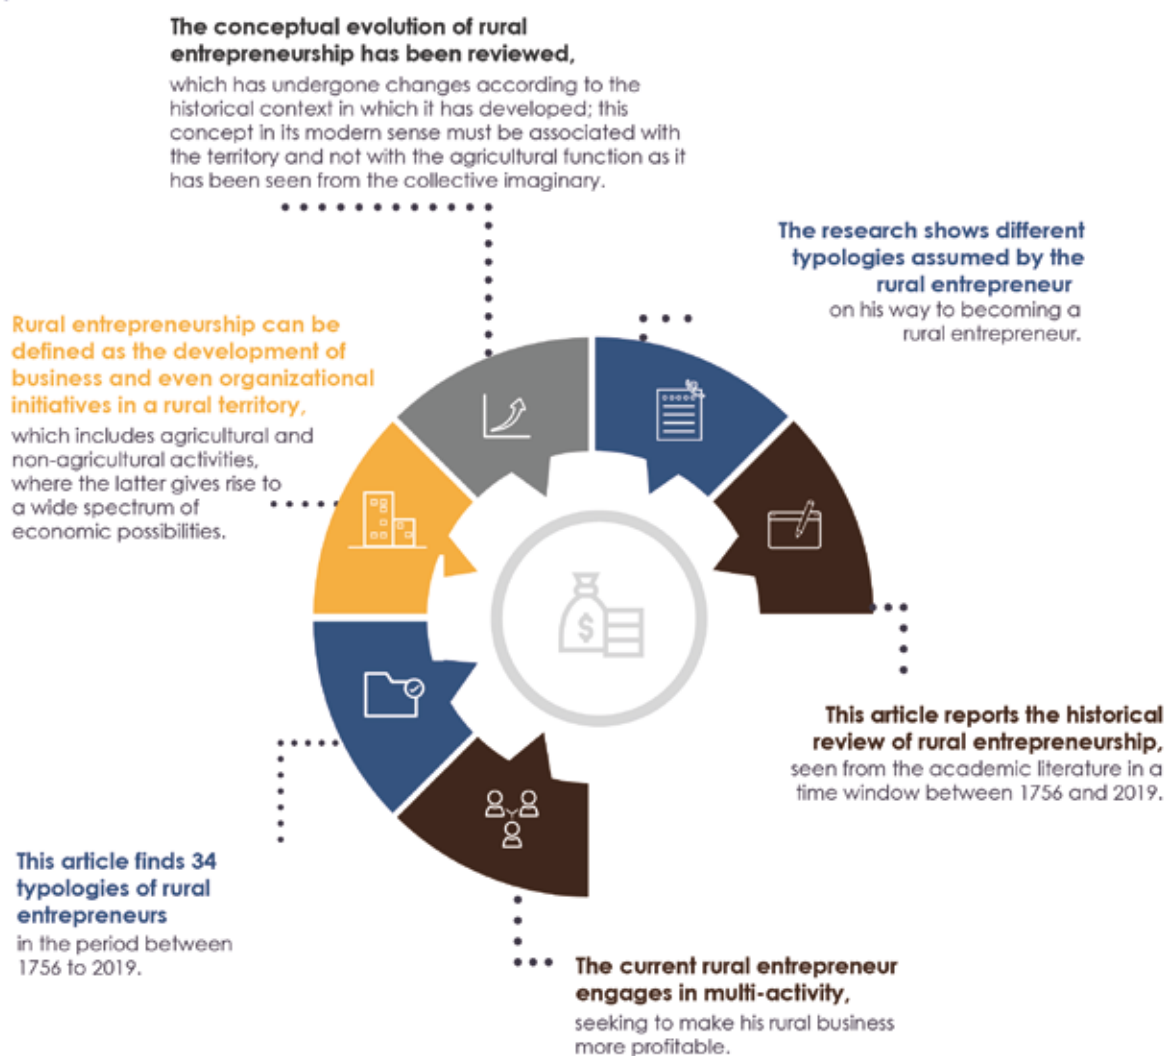 The conceptual evolution of rural
entrepreneurship has been reviewed,
which has undergone changes according to the
historical context in which it has developed; this
concept in its modern sense must be associated with
the territory and not with the agricultural function as it
has been seen from the collective imaginary.
The research shows different
typologies assumed by the
rural entrepreneur
on his way to becoming a
rural entrepreneur.
Rural entrepreneurship can be
defined as the development of
business and even organizational
initiatives in a rural territory,
which includes agricultural and
non-agricultural activities,
where the latter gives rise to
a wide spectrum of
economic possibilities.
$
This article reports the historical
review of rural entrepreneurship,
seen from the academic literature in a
time window between 1756 and 2019.
This article finds 34
typologies of rural
entrepreneurs
in the period between
1756 to 2019.
The current rural entrepreneur
engages in multi-activity,
seeking to make his rural business
more profitable.